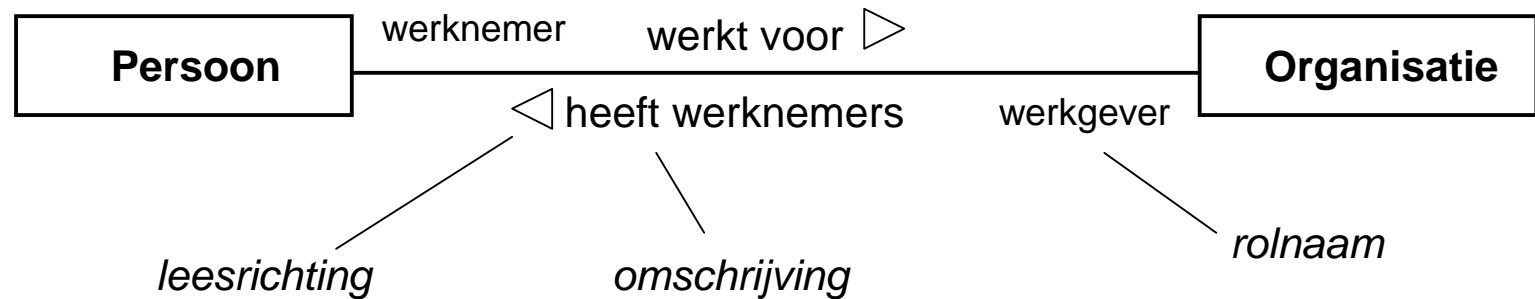 werknemer
werkt voor
Persoon
Organisatie
heeft werknemers
werkgever
leesrichting
omschrijving
rolnaam